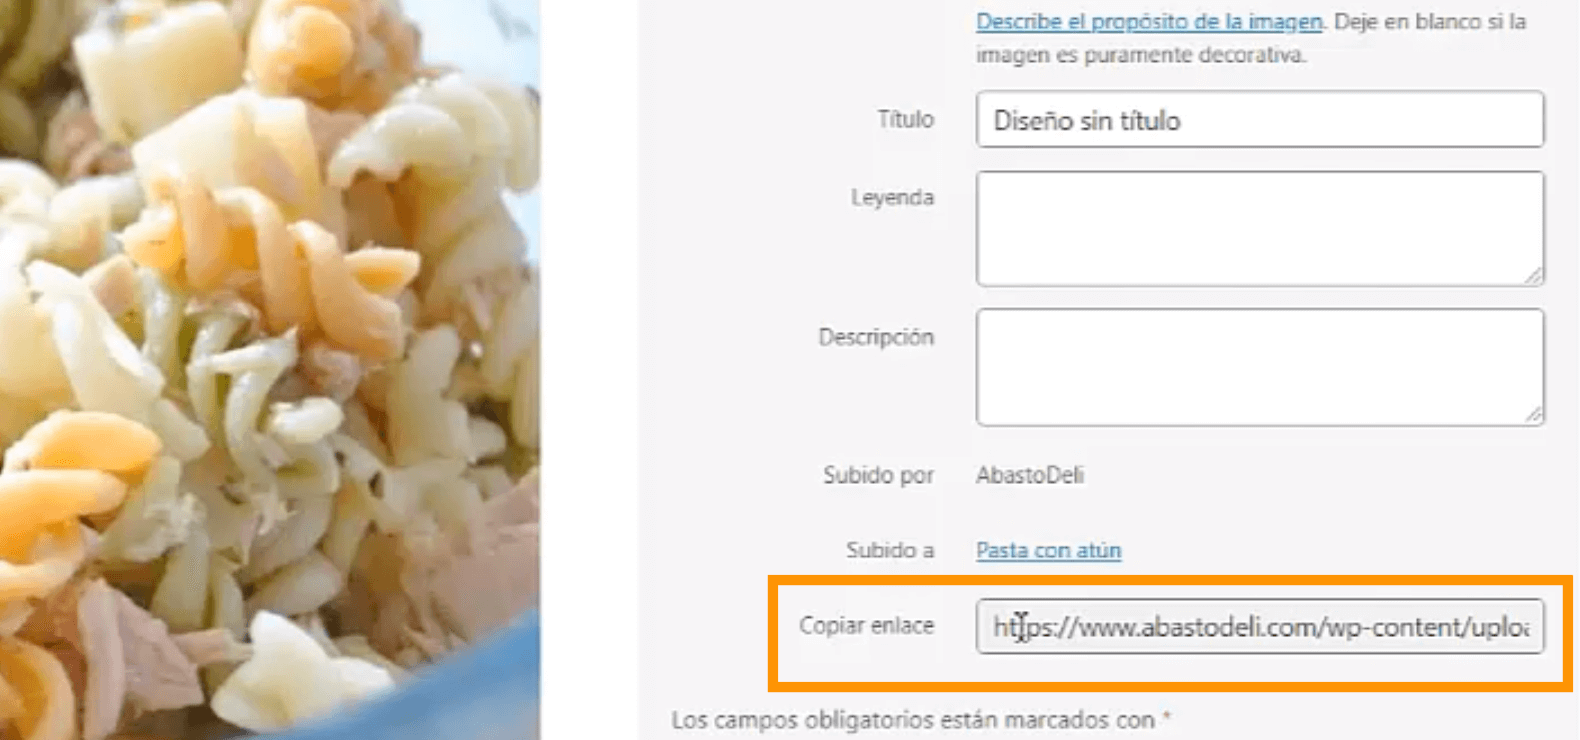 Describe el propósito de la imagen. Deje en blanco si la
imagen es puramente decorativa.
Título Diseño sin título
Leyenda
Descripción
Subido por AbastoDeli
Subido a Pasta con atún
Copiar enlace https://www.abastodeli.com/wp-content/uploa
Los campos obligatorios están marcados con *